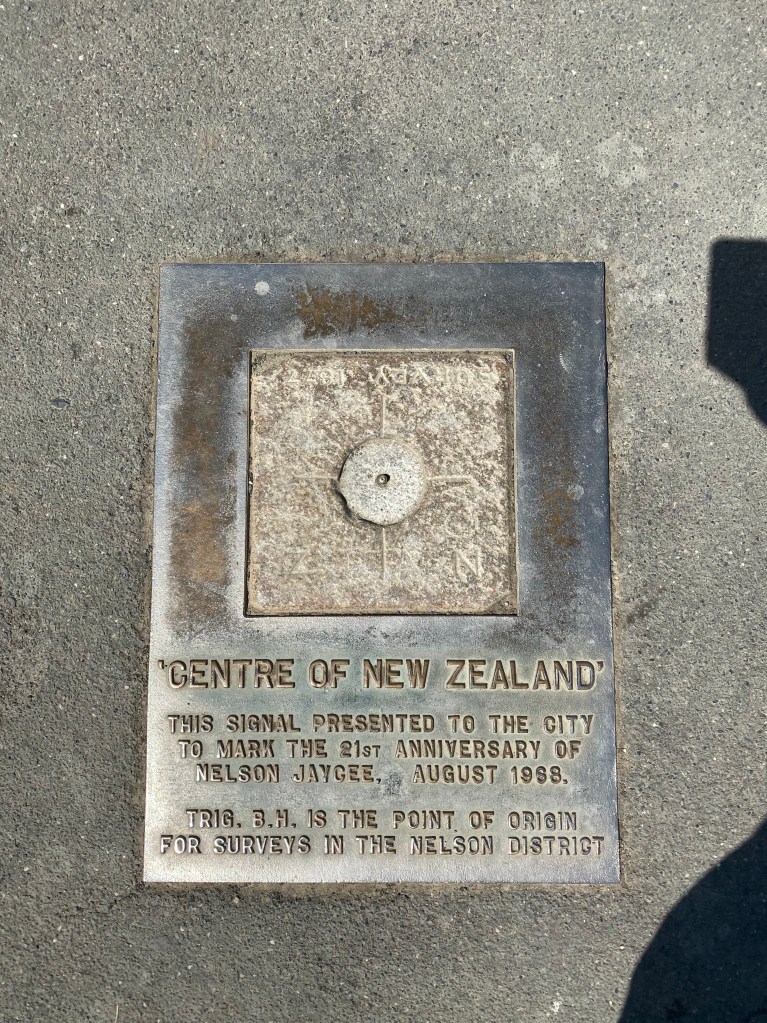 'CENTRE OF NEW ZEALAND'
THIS SIGNAL PRESENTED TO THE CITY
TO MARK THE 21ST ANNIVERSARY OF
NELSON JAYCEE, AUGUST 1968.
TRIG. B.H. IS THE POINT OF ORIGIN
FOR SURVEYS IN THE NELSON DISTRICT